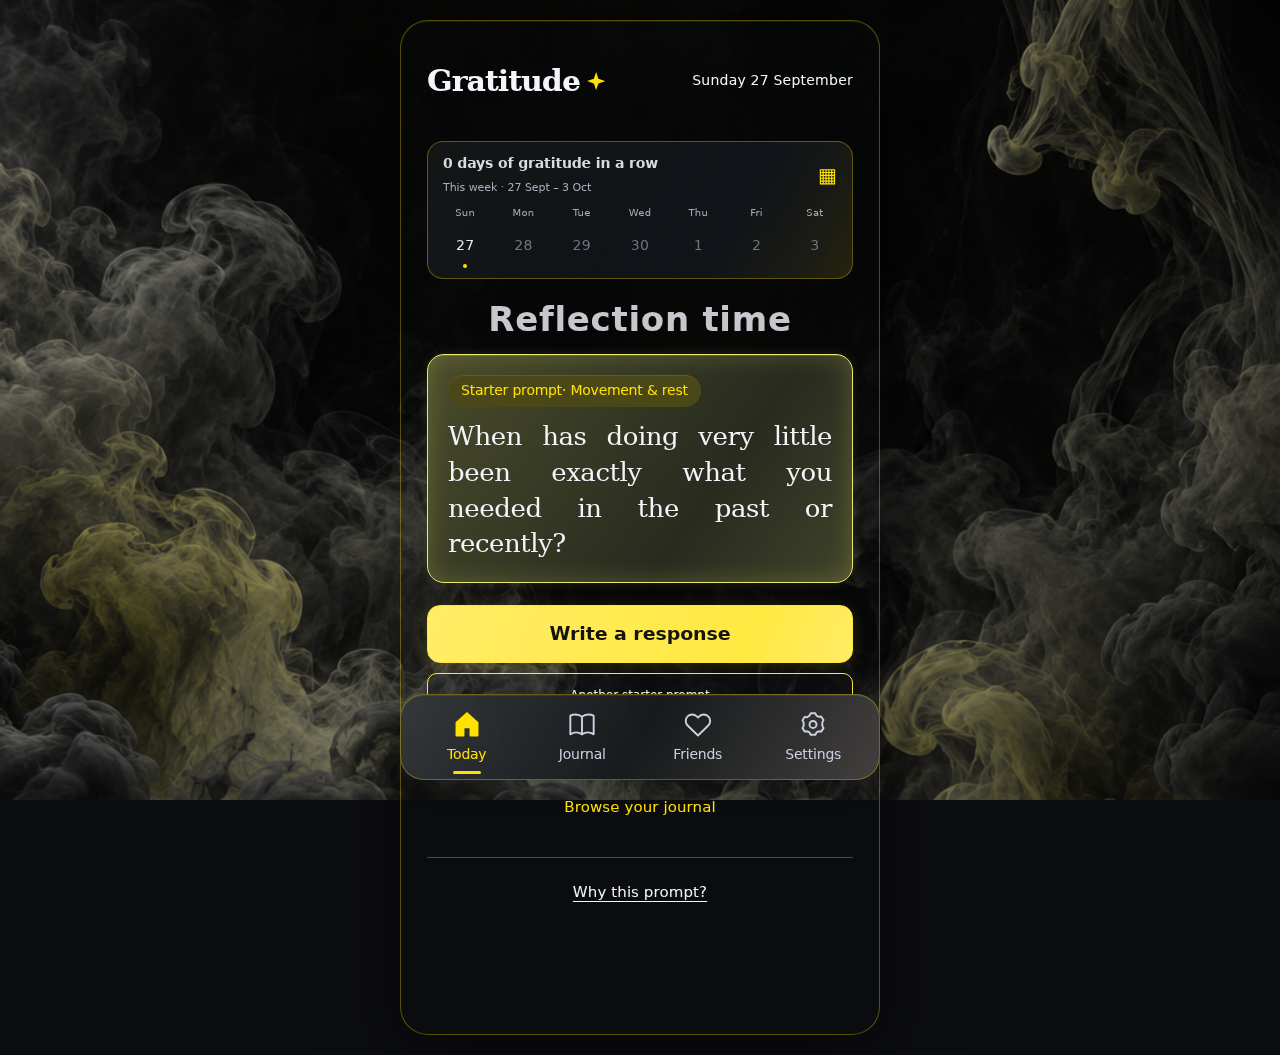 Gratitude
Sunday 27 September
0 days of gratitude in a row
This week · 27 Sept – 3 Oct
Sun Mon Tue Wed Thu Fri Sat
27 28 29 30 1 2 3
Reflection time
Starter prompt· Movement & rest
When has doing very little
been exactly what you
needed in the past or
recently?
Write a response
Another starter prompt
Today Journal Friends Settings
Browse your journal
Why this prompt?